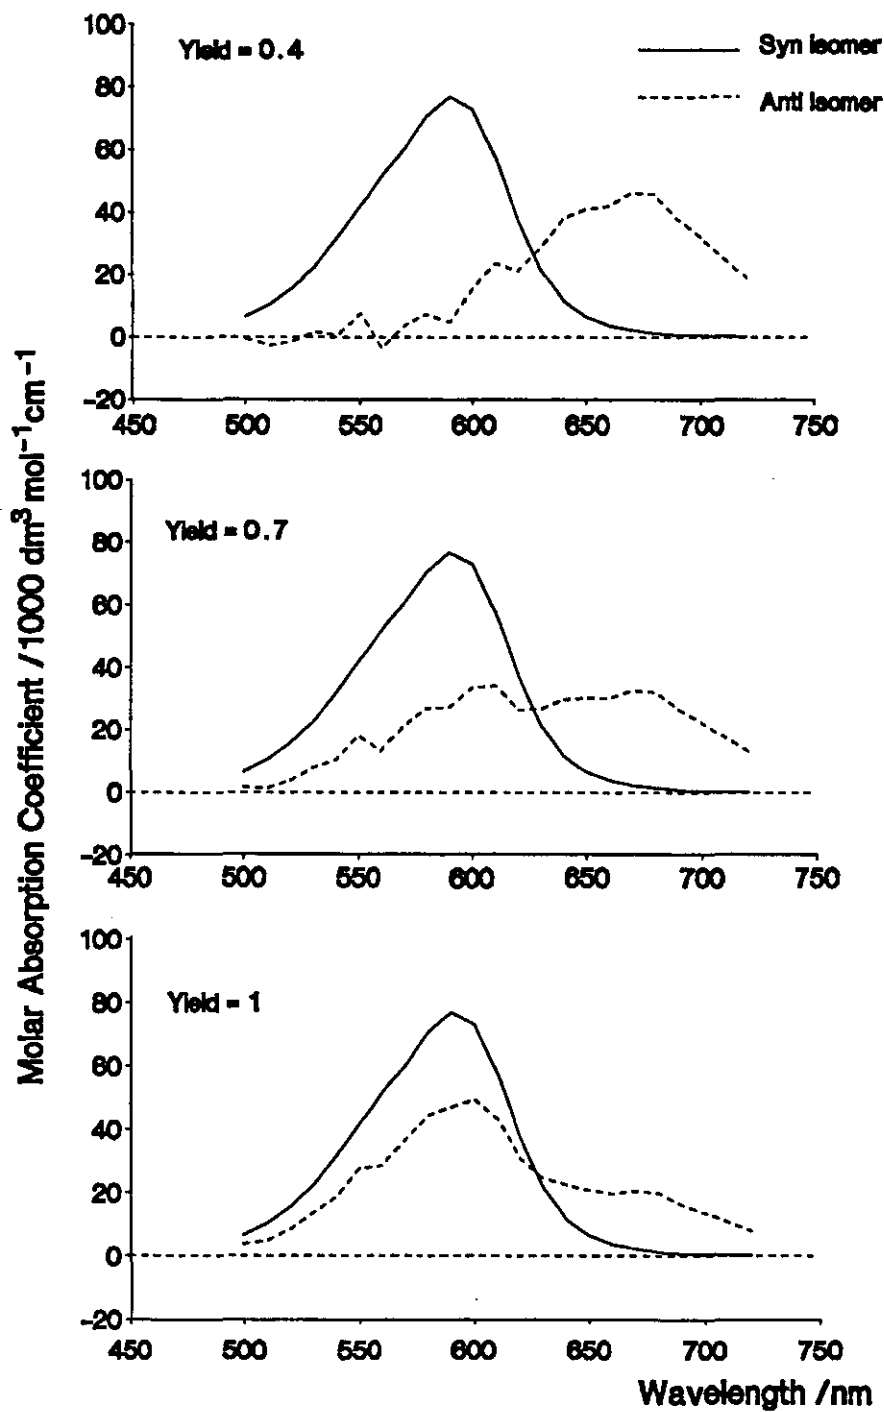 Molar Absorption Coefficient /1000 dm³ mol⁻¹ cm⁻¹
100
80
60
40
20
0
-20
Yield = 0.4
Syn isomer
Anti isomer
450 500 550 600 650 700 750
100
80
60
40
20
0
-20
Yield = 0.7
450 500 550 600 650 700 750
100
80
60
40
20
0
-20
Yield = 1
450 500 550 600 650 700 750
Wavelength /nm